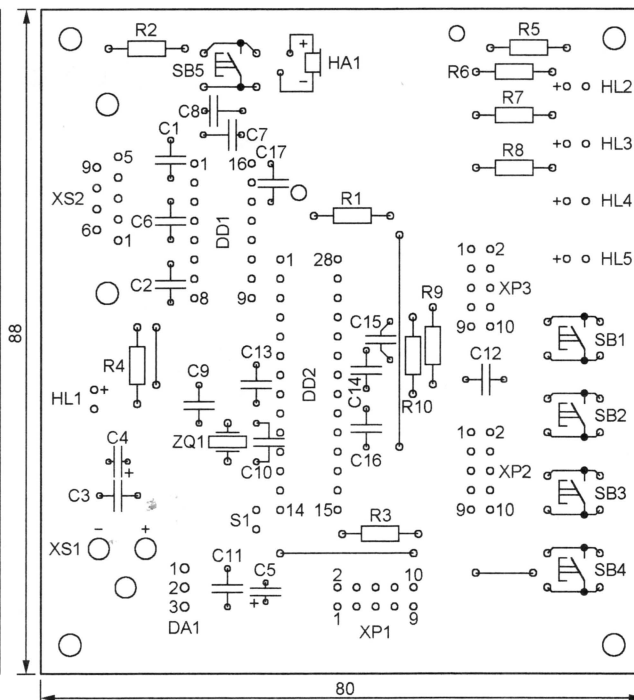 R2
R5
+
SB5
HA1
R6
−
+ HL2
C8
R7
C7
C1
5
+ HL3
9
1
16
C17
R8
XS2
R1
+ HL4
6
C6
DD1
1
1
28
1
2
+ HL5
C2
XP3
8
9
R9
88
C15
9
10
SB1
R4
C9
C13
C12
HL1
+
DD2
C14
R10
SB2
C4
ZQ1
1
2
+
C10
C16
XP2
C3
SB3
S1
14
15
9
10
XS1
−
+
R3
C11
C5
SB4
1
2
10
2
3
+
1
9
DA1
XP1
80